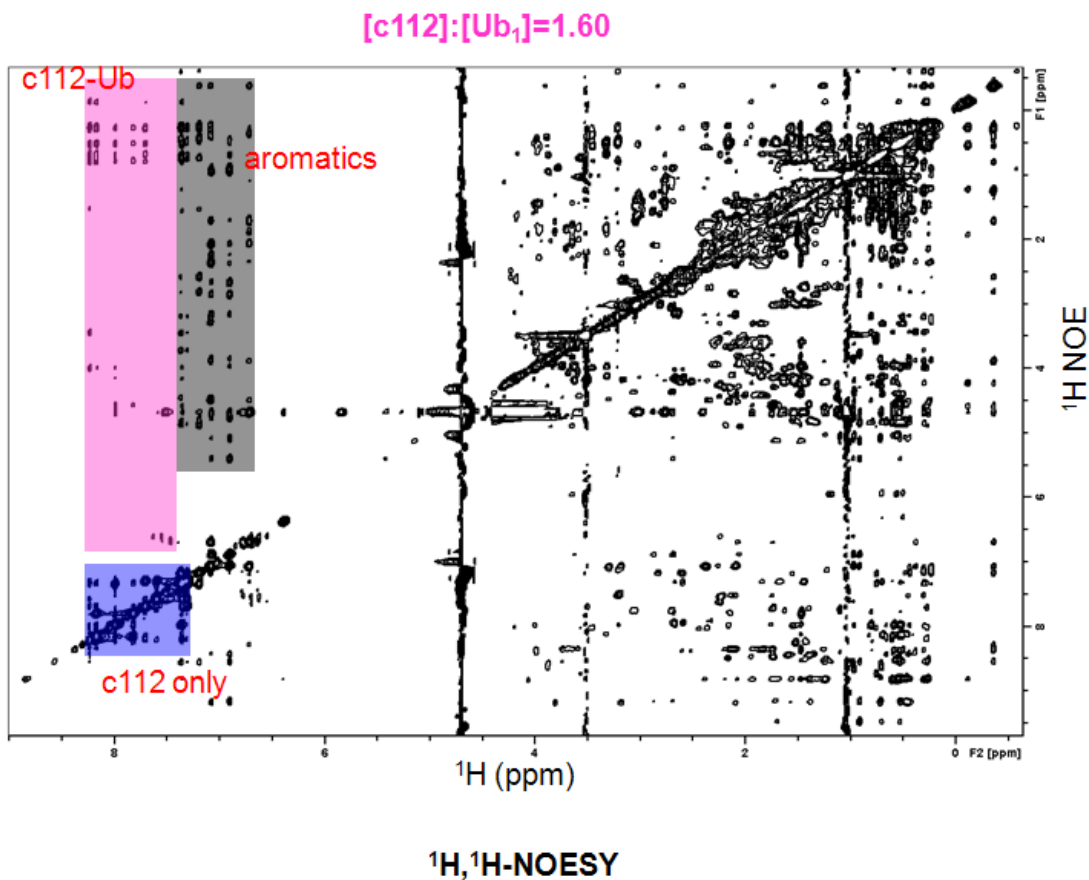 [c112]:[Ub₁]=1.60
c112-Ub
aromatics
F1 [ppm]
2
4
6
8
¹H NOE
c112 only
8
6
4
2
0
F2 [ppm]
¹H (ppm)
¹H,¹H-NOESY